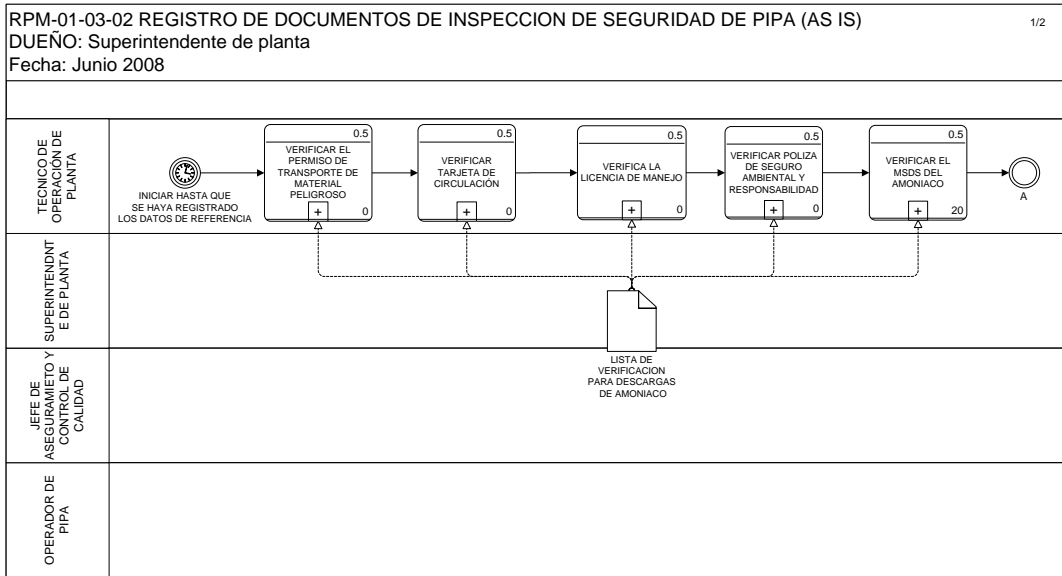 RPM-01-03-02 REGISTRO DE DOCUMENTOS DE INSPECCION DE SEGURIDAD DE PIPA (AS IS)
1/2
DUEÑO: Superintendente de planta
Fecha: Junio 2008
TECNICO DE
OPERACIÓN DE
PLANTA
INICIAR HASTA QUE
SE HAYA REGISTRADO
LOS DATOS DE REFERENCIA
0.5
VERIFICAR EL
PERMISO DE
TRANSPORTE DE
MATERIAL
PELIGROSO
+
0
0.5
VERIFICAR
TARJETA DE
CIRCULACIÓN
+
0
0.5
VERIFICA LA
LICENCIA DE MANEJO
+
0
0.5
VERIFICAR POLIZA
DE SEGURO
AMBIENTAL Y
RESPONSABILIDAD
+
0
0.5
VERIFICAR EL
MSDS DEL
AMONIACO
+
20
A
SUPERINTENDNT
E DE PLANTA
LISTA DE
VERIFICACION
PARA DESCARGAS
DE AMONIACO
JEFE DE
ASEGURAMIETO Y
CONTROL DE
CALIDAD
OPERADOR DE
PIPA